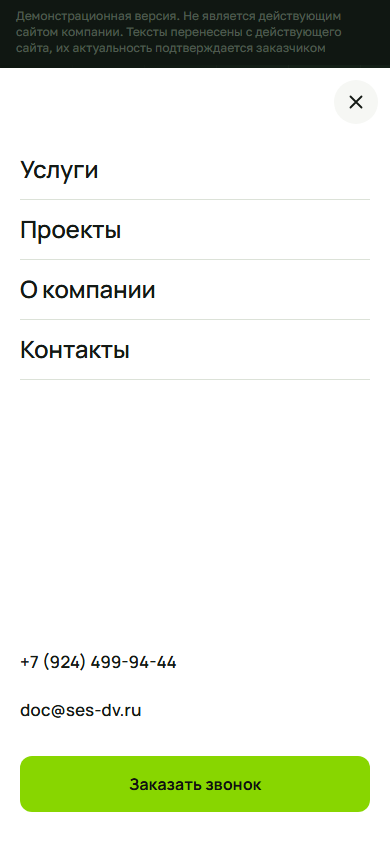 Демонстрационная версия. Не является действующим
сайтом компании. Тексты перенесены с действующего
сайта, их актуальность подтверждается заказчиком
Услуги
Проекты
О компании
Контакты
+7 (924) 499-94-44
doc@ses-dv.ru
Заказать звонок